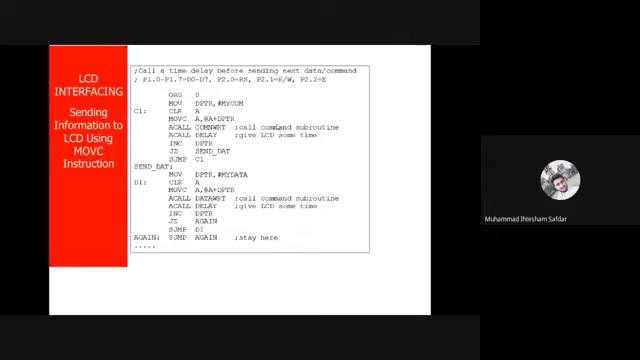 LCD
INTERFACING
Sending
Information to
LCD Using
MOVC
Instruction
;Call a time delay before sending next data/command
; P1.0-P1.7=D0-D7, P2.0=RS, P2.1=R/W, P2.2=E
ORG 0
MOV DPTR,#MYCOM
C1: CLR A
MOVC A,@A+DPTR
ACALL COMNWRT ;call command subroutine
ACALL DELAY ;give LCD some time
INC DPTR
JZ SEND_DAT
SJMP C1
SEND_DAT:
MOV DPTR,#MYDATA
D1: CLR A
MOVC A,@A+DPTR
ACALL DATAWRT ;call command subroutine
ACALL DELAY ;give LCD some time
INC DPTR
JZ AGAIN
SJMP D1
AGAIN: SJMP AGAIN ;stay here
.....
Muhammad Ihtesham Safdar